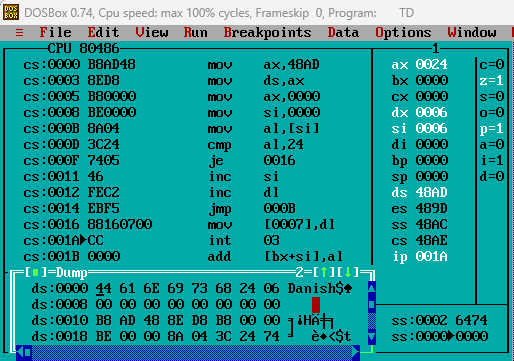 DOSBox 0.74, Cpu speed: max 100% cycles, Frameskip 0, Program: TD
≡ File Edit View Run Breakpoints Data Options Window
CPU 80486 1
cs:0000 B8AD48 mov ax,48AD ax 0024 c=0
cs:0003 8ED8 mov ds,ax bx 0000 z=1
cs:0005 B80000 mov ax,0000 cx 0000 s=0
cs:0008 BE0000 mov si,0000 dx 0006 o=0
cs:000B 8A04 mov al,[si] si 0006 p=1
cs:000D 3C24 cmp al,24 di 0000 a=0
cs:000F 7405 je 0016 bp 0000 i=1
cs:0011 46 inc si sp 0000 d=0
cs:0012 FEC2 inc dl ds 48AD
cs:0014 EBF5 jmp 000B es 489D
cs:0016 88160700 mov [0007],dl ss 48AC
cs:001A►CC int 03 cs 48AE
cs:001B 0000 add [bx+si],al ip 001A
[■]=Dump 2=[↑][↓]
ds:0000 44 61 6E 69 73 68 24 06 Danish$♠
ds:0008 00 00 00 00 00 00 00 00
ds:0010 B8 AD 48 8E D8 B8 00 00 ╕¡HÄ╪╕
ds:0018 BE 00 00 8A 04 3C 24 74 ╛ è♦<$t
ss:0002 6474
ss:0000►0000